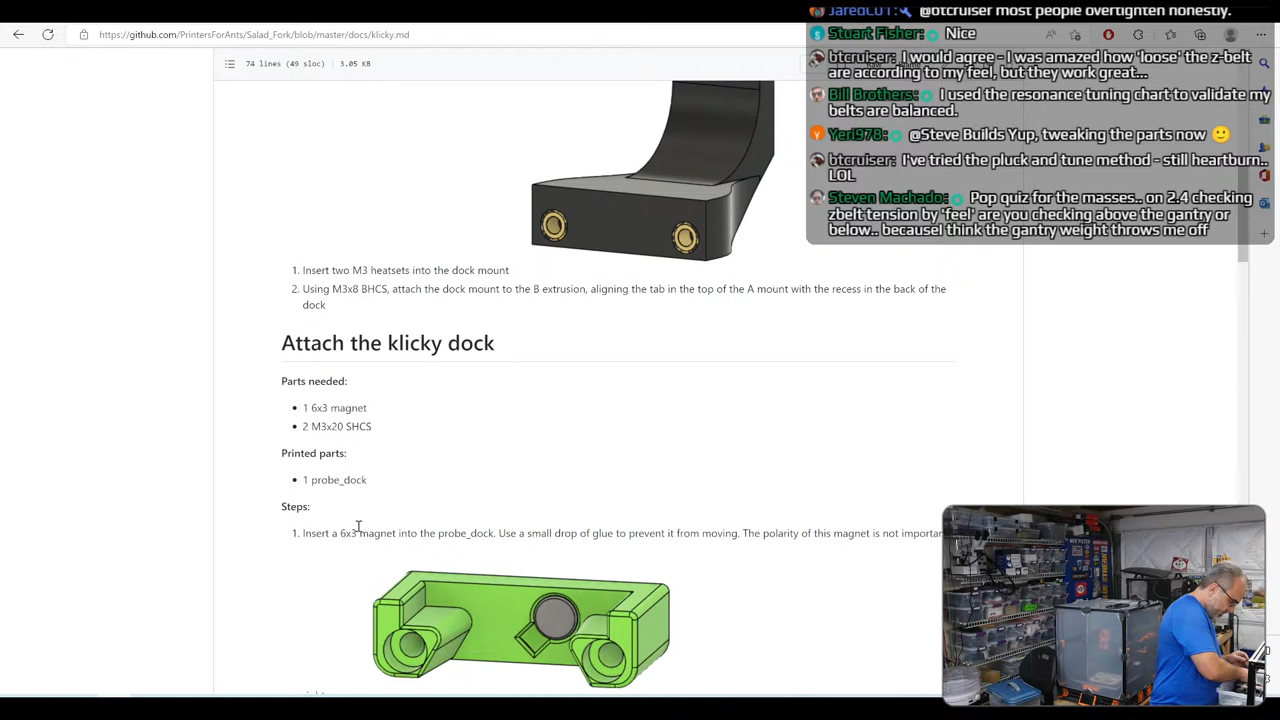 https://github.com/PrintersForAnts/Salad_Fork/blob/master/docs/klicky.md
74 lines (49 sloc)
3.05 KB
1. Insert two M3 heatsets into the dock mount
2. Using M3x8 BHCS, attach the dock mount to the B extrusion, aligning the tab in the top of the A mount with the recess in the back of the
dock
Attach the klicky dock
Parts needed:
1 6x3 magnet
2 M3x20 SHCS
Printed parts:
1 probe_dock
Steps:
1. Insert a 6x3 magnet into the probe_dock. Use a small drop of glue to prevent it from moving. The polarity of this magnet is not importan
@btcruiser most people overtighten honestly.
Stuart Fisher: Nice
btcruiser: I would agree - I was amazed how 'loose' the z-belt
are according to my feel, but they work great...
Bill Brothers: I used the resonance tuning chart to validate my
belts are balanced.
Yeri978: @Steve Builds Yup, tweaking the parts now 🙂
btcruiser: I've tried the pluck and tune method - still heartburn..
LOL
Steven Machado: Pop quiz for the masses.. on 2.4 checking
zbelt tension by 'feel' are you checking above the gantry or
below.. becauseI think the gantry weight throws me off